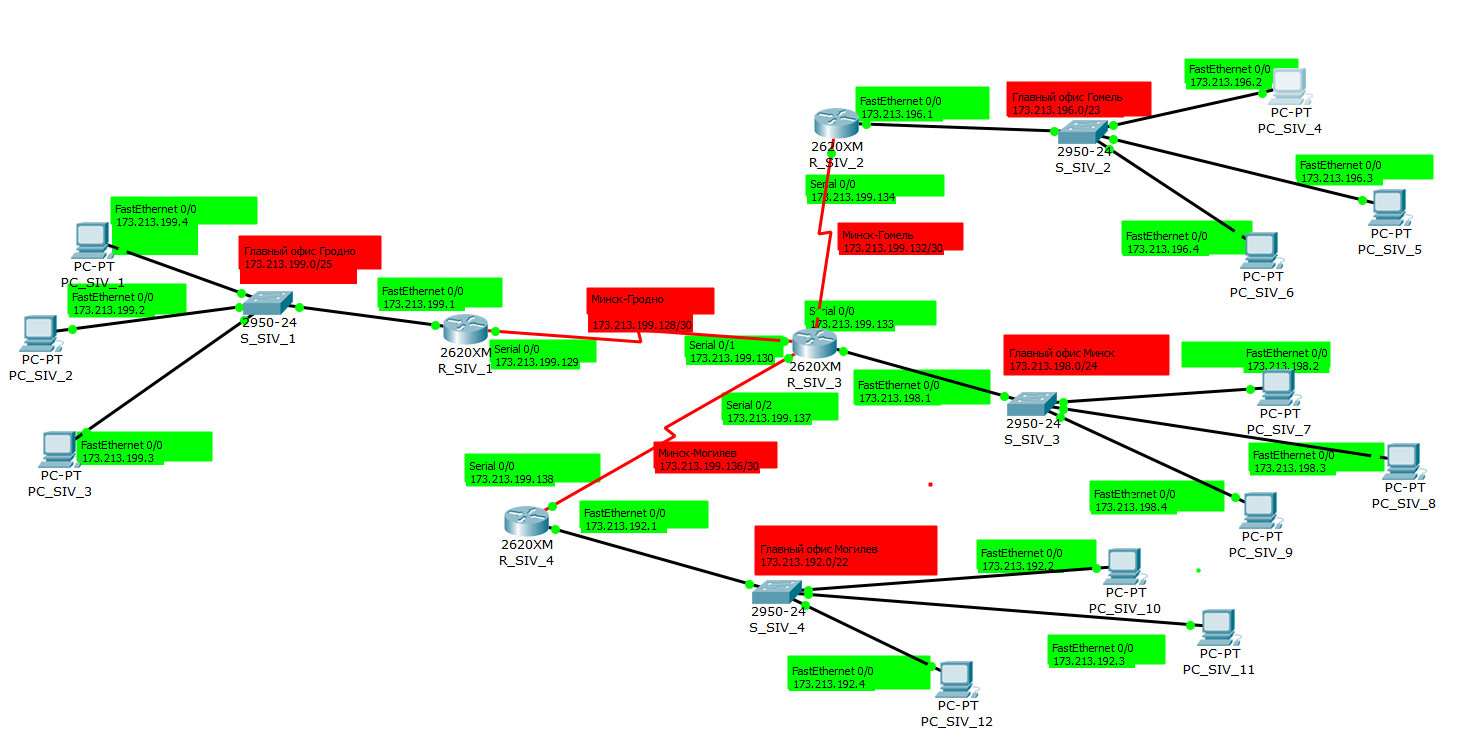 FastEthernet 0/0
173.213.199.4
PC-PT
PC_SIV_1
Главный офис Гродно
173.213.199.0/25
FastEthernet 0/0
173.213.199.2
PC-PT
PC_SIV_2
2950-24
S_SIV_1
FastEthernet 0/0
173.213.199.1
2620XM
R_SIV_1
Serial 0/0
173.213.199.129
FastEthernet 0/0
173.213.199.3
PC-PT
PC_SIV_3
Минск-Гродно
173.213.199.128/30
Serial 0/1
173.213.199.130
FastEthernet 0/0
173.213.196.1
2620XM
R_SIV_2
Serial 0/0
173.213.199.134
Минск-Гомель
173.213.199.132/30
Serial 0/0
173.213.199.133
2620XM
R_SIV_3
Главный офис Гомель
173.213.196.0/23
2950-24
S_SIV_2
FastEthernet 0/0
173.213.196.2
PC-PT
PC_SIV_4
FastEthernet 0/0
173.213.196.3
PC-PT
PC_SIV_5
FastEthernet 0/0
173.213.196.4
PC-PT
PC_SIV_6
FastEthernet 0/0
173.213.198.1
Главный офис Минск
173.213.198.0/24
2950-24
S_SIV_3
FastEthernet 0/0
173.213.198.2
PC-PT
PC_SIV_7
FastEthernet 0/0
173.213.198.3
PC-PT
PC_SIV_8
FastEthernet 0/0
173.213.198.4
PC-PT
PC_SIV_9
Serial 0/2
173.213.199.137
Минск-Могилев
173.213.199.136/30
Serial 0/0
173.213.199.138
2620XM
R_SIV_4
FastEthernet 0/0
173.213.192.1
Главный офис Могилев
173.213.192.0/22
2950-24
S_SIV_4
FastEthernet 0/0
173.213.192.2
PC-PT
PC_SIV_10
FastEthernet 0/0
173.213.192.3
PC-PT
PC_SIV_11
FastEthernet 0/0
173.213.192.4
PC-PT
PC_SIV_12